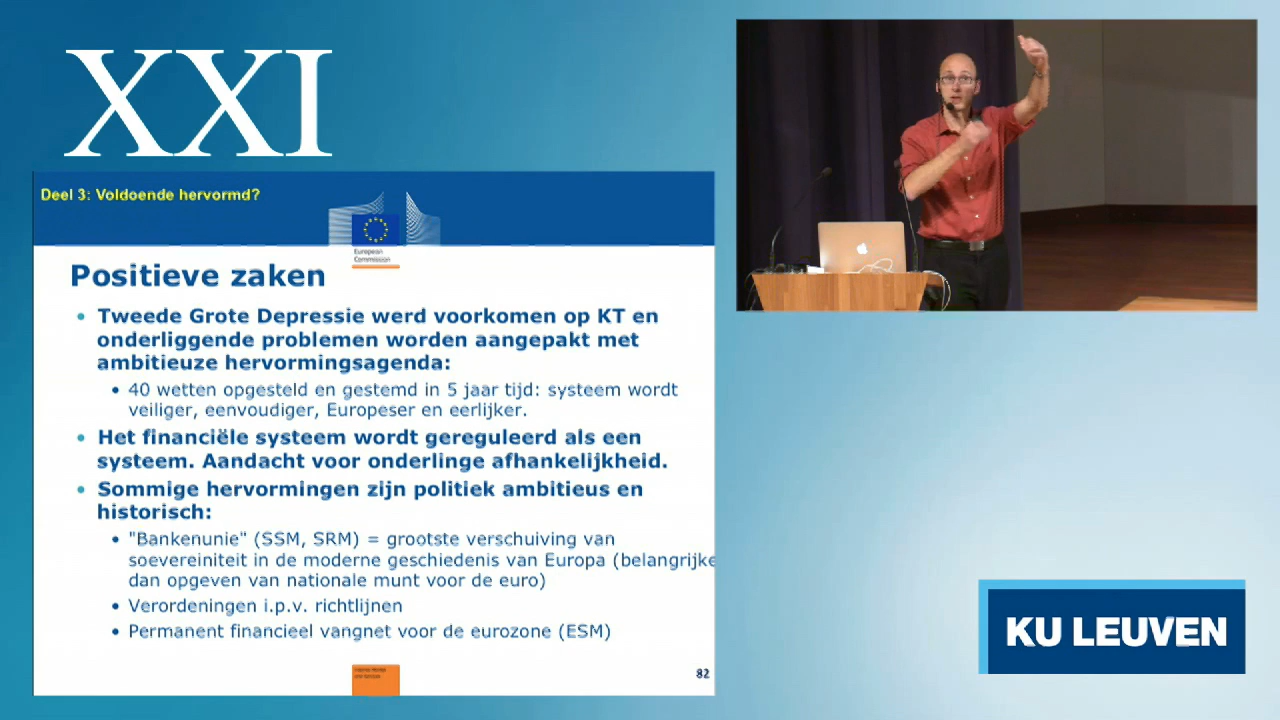 XXI
Deel 3: Voldoende hervormd?
European
Commission
Positieve zaken
• Tweede Grote Depressie werd voorkomen op KT en
onderliggende problemen worden aangepakt met
ambitieuze hervormingsagenda:
• 40 wetten opgesteld en gestemd in 5 jaar tijd: systeem wordt
veiliger, eenvoudiger, Europeser en eerlijker.
• Het financiële systeem wordt gereguleerd als een
systeem. Aandacht voor onderlinge afhankelijkheid.
• Sommige hervormingen zijn politiek ambitieus en
historisch:
• "Bankenunie" (SSM, SRM) = grootste verschuiving van
soevereiniteit in de moderne geschiedenis van Europa (belangrijke
dan opgeven van nationale munt voor de euro)
• Verordeningen i.p.v. richtlijnen
• Permanent financieel vangnet voor de eurozone (ESM)
82
KU LEUVEN